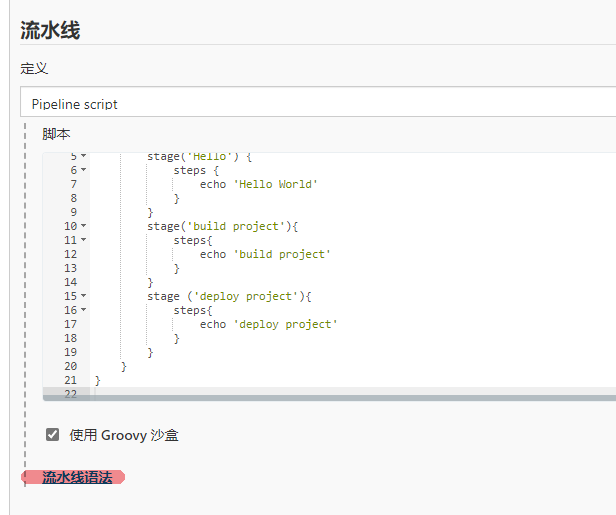 流水线
定义
Pipeline script
脚本
5 stage('Hello') {
6 steps {
7 echo 'Hello World'
8 }
9 }
10 stage('build project'){
11 steps{
12 echo 'build project'
13 }
14 }
15 stage ('deploy project'){
16 steps{
17 echo 'deploy project'
18 }
19 }
20 }
21 }
22
使用 Groovy 沙盒
流水线语法